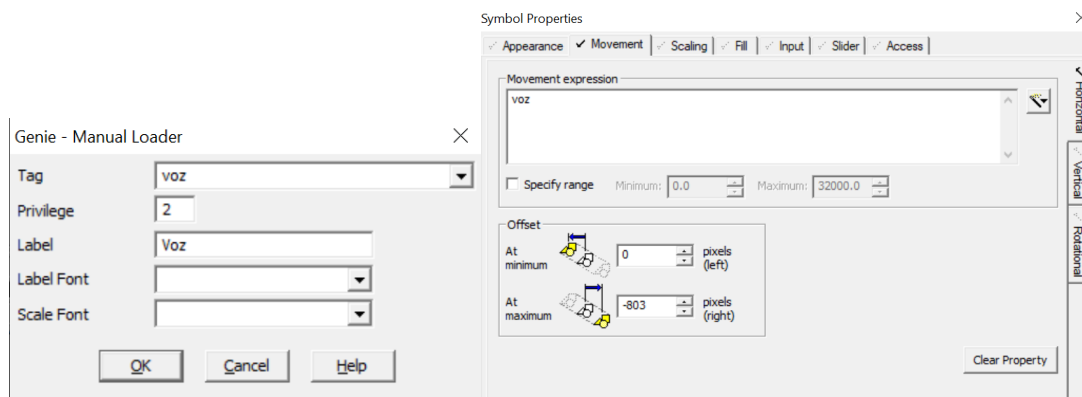 Genie - Manual Loader
Tag voz
Privilege 2
Label Voz
Label Font
Scale Font
OK Cancel Help
Symbol Properties
Appearance Movement Scaling Fill Input Slider Access
Movement expression
voz
Specify range Minimum: 0.0 Maximum: 32000.0
Offset
At
minimum
0
pixels
(left)
At
maximum
-803
pixels
(right)
Clear Property
Horizontal
Vertical
Rotational